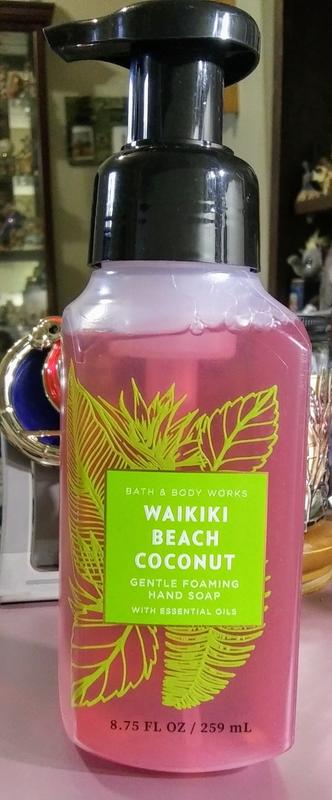 BATH & BODY WORKS
WAIKIKI
BEACH
COCONUT
GENTLE FOAMING
HAND SOAP
WITH ESSENTIAL OILS
8.75 FL OZ / 259 mL